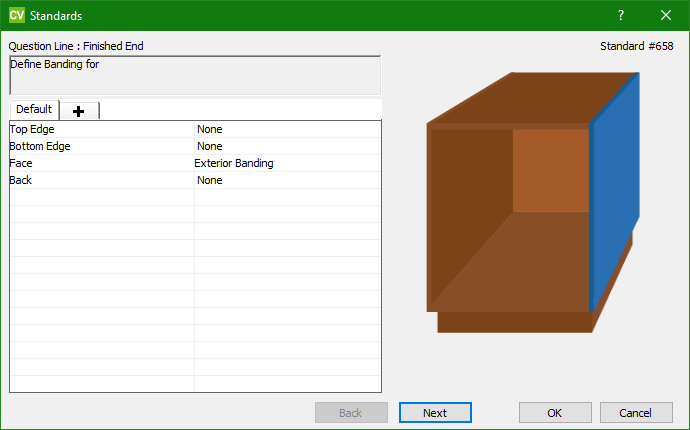 CV Standards ?
Question Line : Finished End Standard #658
Define Banding for
Default
Top Edge None
Bottom Edge None
Face Exterior Banding
Back None
Back Next OK Cancel